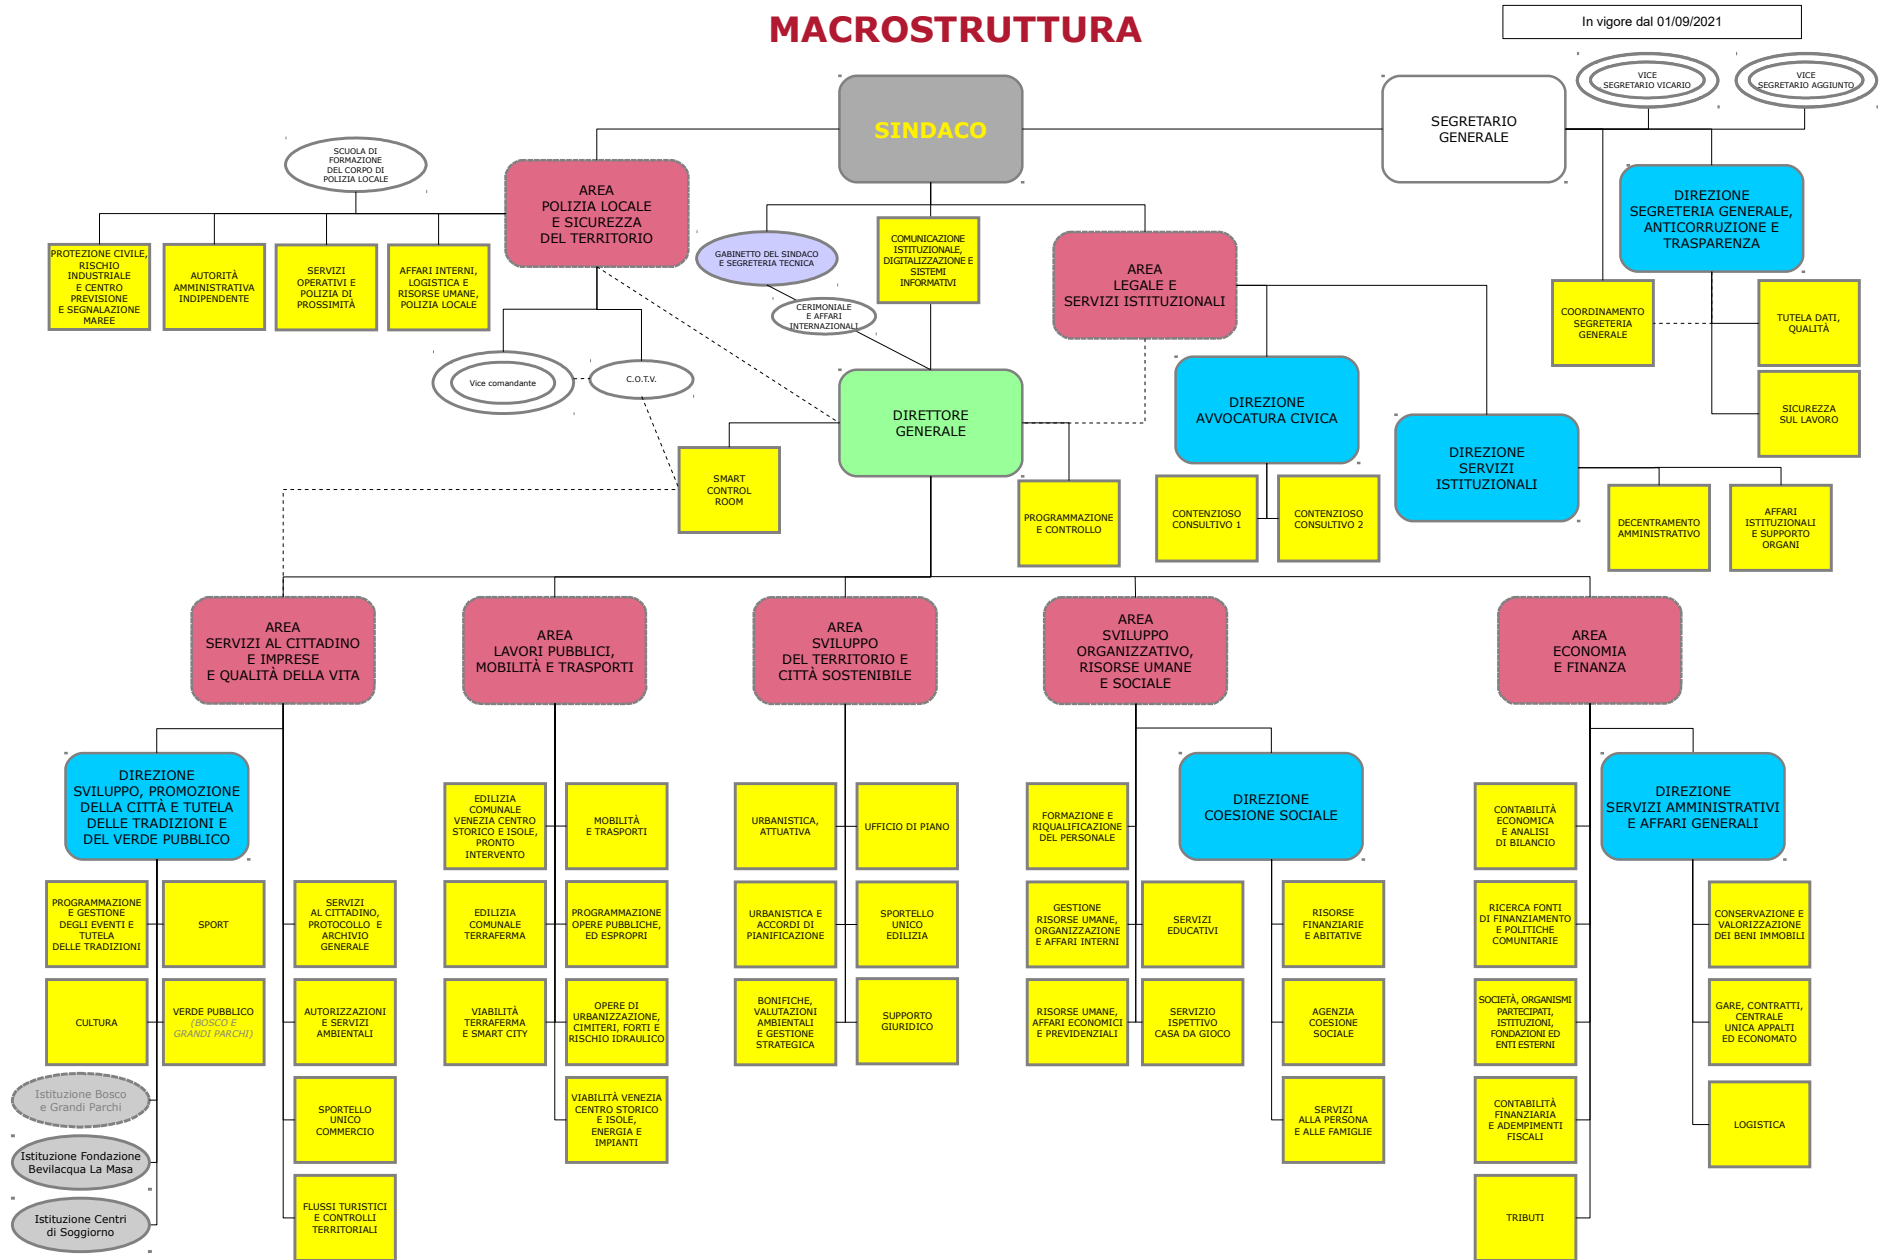 MACROSTRUTTURA
In vigore dal 01/09/2021
SINDACO
SEGRETARIO
GENERALE
VICE
SEGRETARIO VICARIO
VICE
SEGRETARIO AGGIUNTO
SCUOLA DI
FORMAZIONE
DEL CORPO DI
POLIZIA LOCALE
AREA
POLIZIA LOCALE
E SICUREZZA
DEL TERRITORIO
DIREZIONE
SEGRETERIA GENERALE,
ANTICORRUZIONE E
TRASPARENZA
PROTEZIONE CIVILE,
RISCHIO
INDUSTRIALE
E CENTRO
PREVISIONE
E SEGNALAZIONE
MAREE
AUTORITÀ
AMMINISTRATIVA
INDIPENDENTE
SERVIZI
OPERATIVI E
POLIZIA DI
PROSSIMITÀ
AFFARI INTERNI,
LOGISTICA E
RISORSE UMANE,
POLIZIA LOCALE
GABINETTO DEL SINDACO
E SEGRETERIA TECNICA
COMUNICAZIONE
ISTITUZIONALE,
DIGITALIZZAZIONE E
SISTEMI
INFORMATIVI
AREA
LEGALE E
SERVIZI ISTITUZIONALI
CERIMONIALE
E AFFARI
INTERNAZIONALI
COORDINAMENTO
SEGRETERIA
GENERALE
TUTELA DATI,
QUALITÀ
Vice comandante
C.O.T.V.
DIRETTORE
GENERALE
DIREZIONE
AVVOCATURA CIVICA
SICUREZZA
SUL LAVORO
DIREZIONE
SERVIZI
ISTITUZIONALI
SMART
CONTROL
ROOM
PROGRAMMAZIONE
E CONTROLLO
CONTENZIOSO
CONSULTIVO 1
CONTENZIOSO
CONSULTIVO 2
DECENTRAMENTO
AMMINISTRATIVO
AFFARI
ISTITUZIONALI
E SUPPORTO
ORGANI
AREA
SERVIZI AL CITTADINO
E IMPRESE
E QUALITÀ DELLA VITA
AREA
LAVORI PUBBLICI,
MOBILITÀ E TRASPORTI
AREA
SVILUPPO
DEL TERRITORIO E
CITTÀ SOSTENIBILE
AREA
SVILUPPO
ORGANIZZATIVO,
RISORSE UMANE
E SOCIALE
AREA
ECONOMIA
E FINANZA
DIREZIONE
SVILUPPO, PROMOZIONE
DELLA CITTÀ E TUTELA
DELLE TRADIZIONI E
DEL VERDE PUBBLICO
EDILIZIA
COMUNALE
VENEZIA CENTRO
STORICO E ISOLE,
PRONTO
INTERVENTO
MOBILITÀ
E TRASPORTI
URBANISTICA,
ATTUATIVA
UFFICIO DI PIANO
FORMAZIONE E
RIQUALIFICAZIONE
DEL PERSONALE
DIREZIONE
COESIONE SOCIALE
CONTABILITÀ
ECONOMICA
E ANALISI
DI BILANCIO
DIREZIONE
SERVIZI AMMINISTRATIVI
E AFFARI GENERALI
PROGRAMMAZIONE
E GESTIONE
DEGLI EVENTI E
TUTELA
DELLE TRADIZIONI
SPORT
SERVIZI
AL CITTADINO,
PROTOCOLLO E
ARCHIVIO
GENERALE
EDILIZIA
COMUNALE
TERRAFERMA
PROGRAMMAZIONE
OPERE PUBBLICHE,
ED ESPROPRI
URBANISTICA E
ACCORDI DI
PIANIFICAZIONE
SPORTELLO
UNICO
EDILIZIA
GESTIONE
RISORSE UMANE,
ORGANIZZAZIONE
E AFFARI INTERNI
SERVIZI
EDUCATIVI
RISORSE
FINANZIARIE
E ABITATIVE
RICERCA FONTI
DI FINANZIAMENTO
E POLITICHE
COMUNITARIE
CONSERVAZIONE E
VALORIZZAZIONE
DEI BENI IMMOBILI
CULTURA
VERDE PUBBLICO
(BOSCO E
GRANDI PARCHI)
AUTORIZZAZIONI
E SERVIZI
AMBIENTALI
VIABILITÀ
TERRAFERMA
E SMART CITY
OPERE DI
URBANIZZAZIONE,
CIMITERI, FORTI E
RISCHIO IDRAULICO
BONIFICHE,
VALUTAZIONI
AMBIENTALI
E GESTIONE
STRATEGICA
SUPPORTO
GIURIDICO
RISORSE UMANE,
AFFARI ECONOMICI
E PREVIDENZIALI
SERVIZIO
ISPETTIVO
CASA DA GIOCO
AGENZIA
COESIONE
SOCIALE
SOCIETÀ, ORGANISMI
PARTECIPATI,
ISTITUZIONI,
FONDAZIONI ED
ENTI ESTERNI
GARE, CONTRATTI,
CENTRALE
UNICA APPALTI
ED ECONOMATO
Istituzione Bosco
e Grandi Parchi
SPORTELLO
UNICO
COMMERCIO
VIABILITÀ VENEZIA
CENTRO STORICO
E ISOLE,
ENERGIA E
IMPIANTI
SERVIZI
ALLA PERSONA
E ALLE FAMIGLIE
CONTABILITÀ
FINANZIARIA
E ADEMPIMENTI
FISCALI
LOGISTICA
Istituzione Fondazione
Bevilacqua La Masa
Istituzione Centri
di Soggiorno
FLUSSI TURISTICI
E CONTROLLI
TERRITORIALI
TRIBUTI